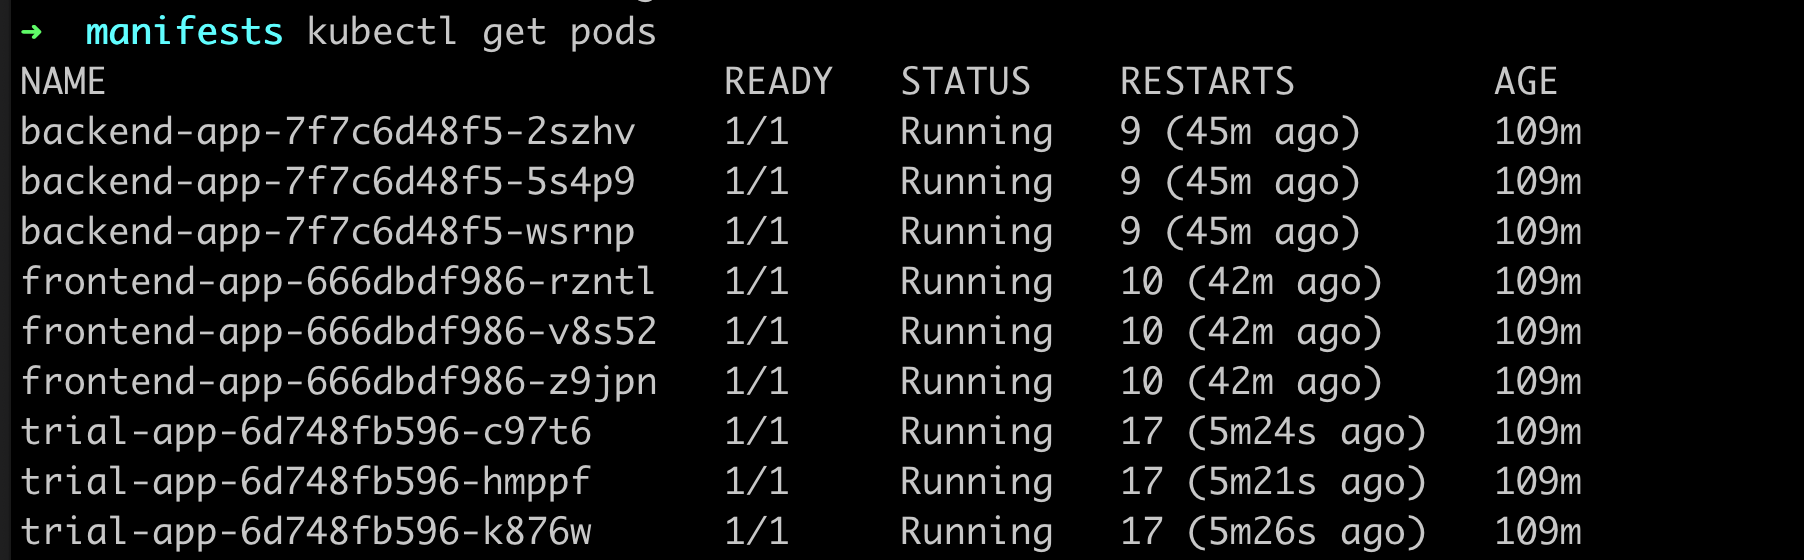 ➜ manifests kubectl get pods
NAME READY STATUS RESTARTS AGE
backend-app-7f7c6d48f5-2szhv 1/1 Running 9 (45m ago) 109m
backend-app-7f7c6d48f5-5s4p9 1/1 Running 9 (45m ago) 109m
backend-app-7f7c6d48f5-wsrnp 1/1 Running 9 (45m ago) 109m
frontend-app-666dbdf986-rzntl 1/1 Running 10 (42m ago) 109m
frontend-app-666dbdf986-v8s52 1/1 Running 10 (42m ago) 109m
frontend-app-666dbdf986-z9jpn 1/1 Running 10 (42m ago) 109m
trial-app-6d748fb596-c97t6 1/1 Running 17 (5m24s ago) 109m
trial-app-6d748fb596-hmppf 1/1 Running 17 (5m21s ago) 109m
trial-app-6d748fb596-k876w 1/1 Running 17 (5m26s ago) 109m